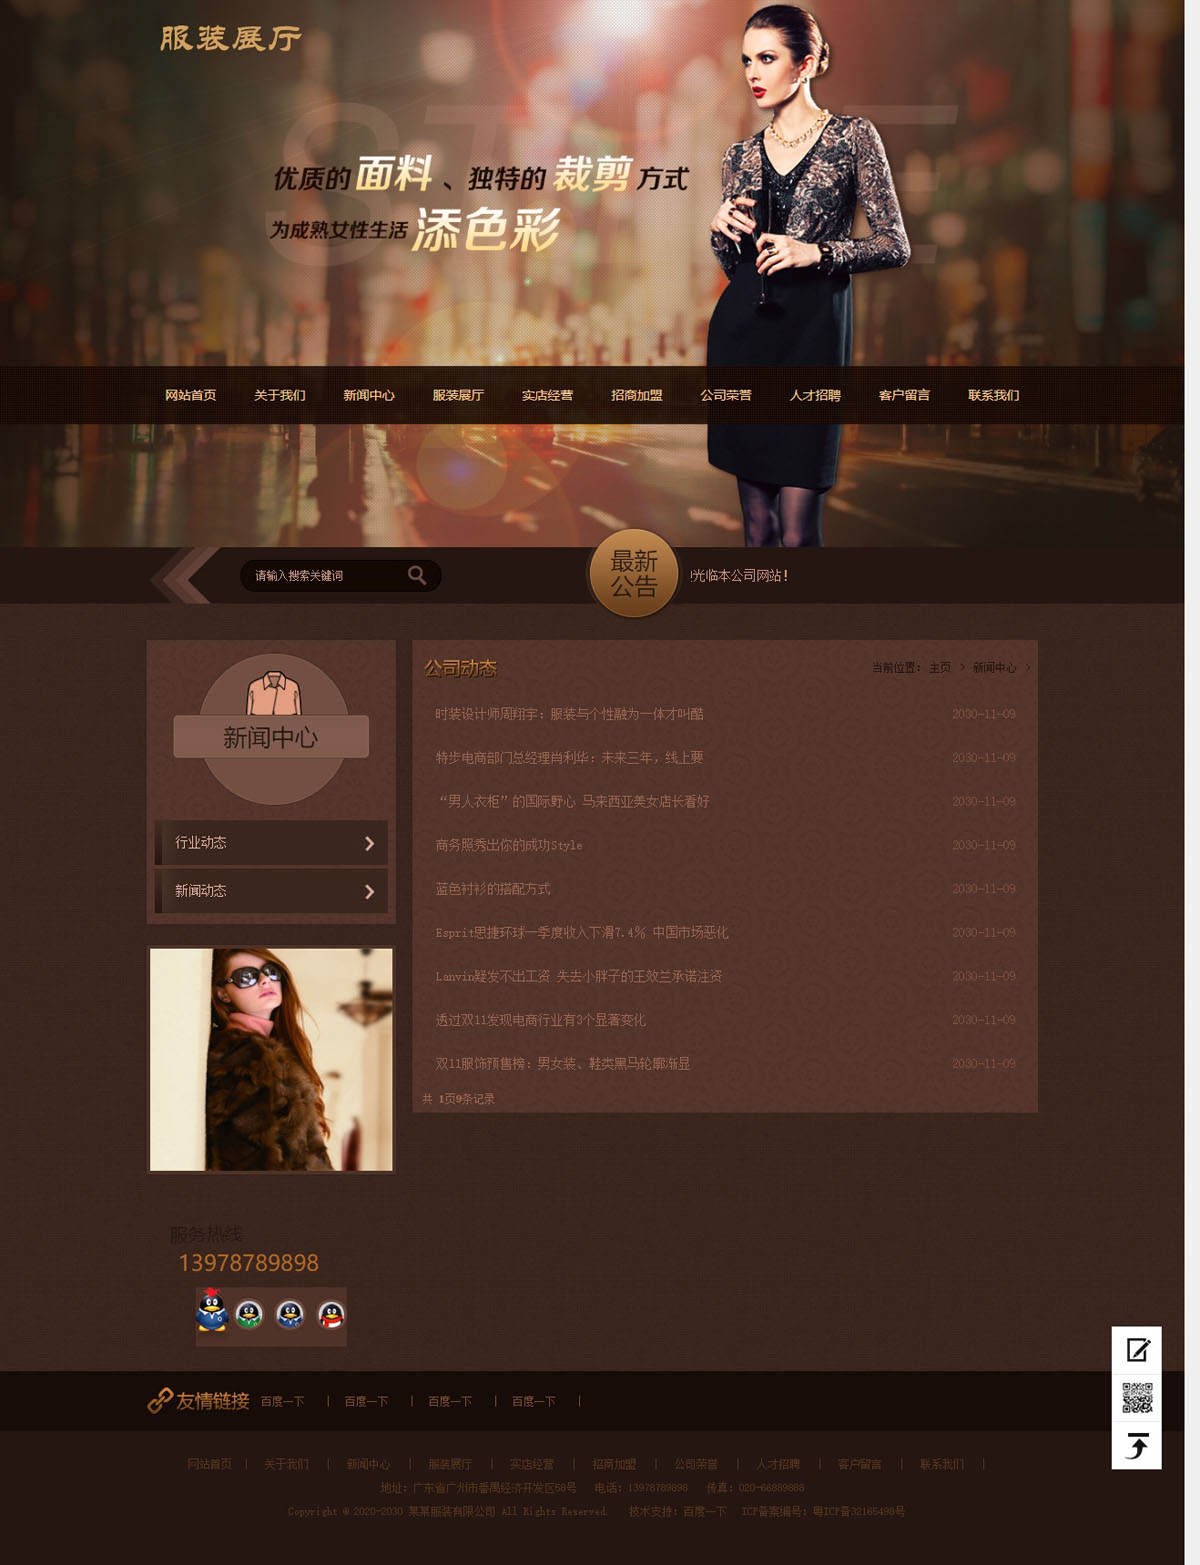 服装展厅
STYLE
优质的面料、独特的裁剪方式
为成熟女性生活添色彩
网站首页 关于我们 新闻中心 服装展厅 实店经营 招商加盟 公司荣誉 人才招聘 客户留言 联系我们
请输入搜索关键词
最新
公告
光临本公司网站!
新闻中心
行业动态
新闻动态
公司动态
当前位置: 主页 > 新闻中心 >
时装设计师周翔宇：服装与个性融为一体才叫酷 2030-11-09
特步电商部门总经理肖利华：未来三年，线上要 2030-11-09
“男人衣柜”的国际野心 马来西亚美女店长看好 2030-11-09
商务照秀出你的成功Style 2030-11-09
蓝色衬衫的搭配方式 2030-11-09
Esprit思捷环球一季度收入下滑7.4% 中国市场恶化 2030-11-09
Lanvin疑发不出工资 失去小胖子的王效兰承诺注资 2030-11-09
透过双11发现电商行业有3个显著变化 2030-11-09
双11服饰预售榜：男女装、鞋类黑马轮廓渐显 2030-11-09
共 1页9条记录
服务热线
13978789898
友情链接 百度一下 | 百度一下 | 百度一下 | 百度一下 |
网站首页 | 关于我们 | 新闻中心 | 服装展厅 | 实店经营 | 招商加盟 | 公司荣誉 | 人才招聘 | 客户留言 | 联系我们 |
地址：广东省广州市番禺经济开发区58号 电话：13978789898 传真：020-66889888
Copyright © 2020-2030 某某服装有限公司 All Rights Reserved. 技术支持：百度一下 ICP备案编号：粤ICP备32165498号